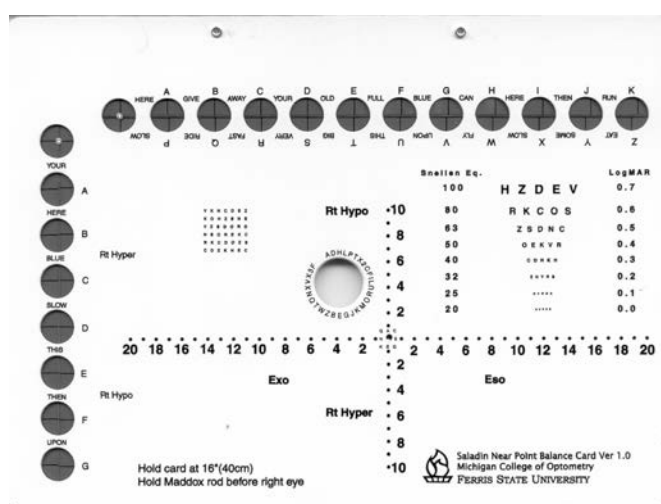 A B C D E F G H I J K
HERE GIVE AWAY YOUR OLD FULL BLUE CAN HERE THEN RUN
SLOW RIDE FAST VERY BIG THIS UPON FLY SLOW SOME EAT
P Q R S T U V W X Y Z
YOUR
A
HERE
B
BLUE
C
SLOW
D
THIS
E
THEN
F
UPON
G
Rt Hyper
Rt Hypo
Snellen Eq. LogMAR
100 H Z D E V 0.7
80 R K C O S 0.6
63 Z S D N C 0.5
50 O E K V R 0.4
40 0.3
32 0.2
25 0.1
20 0.0
Rt Hypo
10
8
6
4
2
20 18 16 14 12 10 8 6 4 2 2 4 6 8 10 12 14 16 18 20
Exo Eso
2
4
Rt Hyper 6
8
10
Hold card at 16"(40cm)
Hold Maddox rod before right eye
Saladin Near Point Balance Card Ver 1.0
Michigan College of Optometry
FERRIS STATE UNIVERSITY